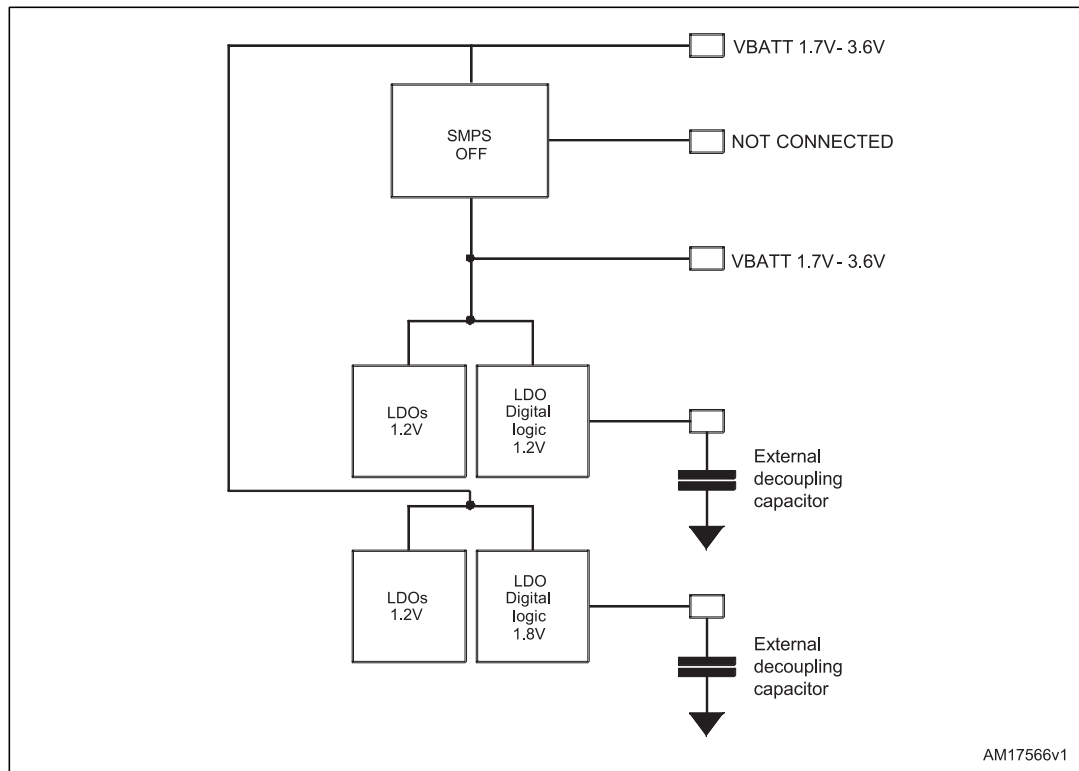 VBATT 1.7V - 3.6V
SMPS
OFF
NOT CONNECTED
VBATT 1.7V - 3.6V
LDOs
1.2V
LDO
Digital
logic
1.2V
External
decoupling
capacitor
LDOs
1.2V
LDO
Digital
logic
1.8V
External
decoupling
capacitor
AM17566v1